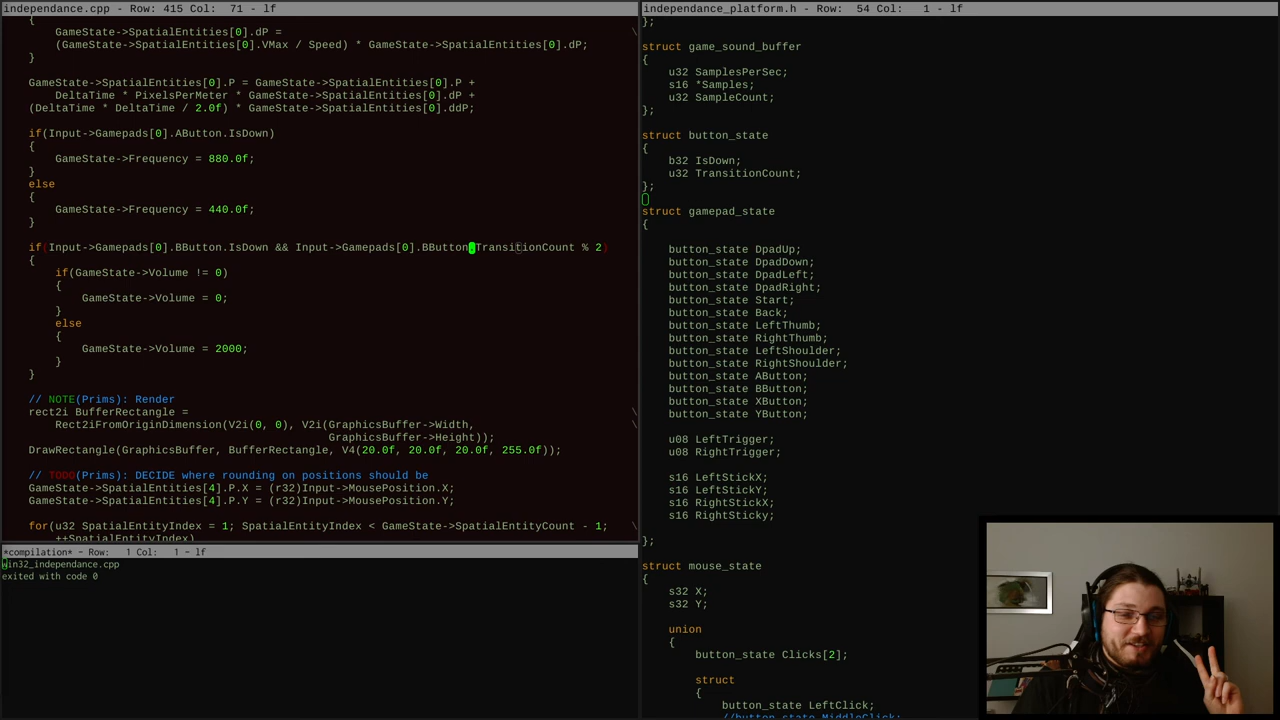 independance.cpp - Row: 415 Col:  71 - lf
{
GameState->SpatialEntities[0].dP =
(GameState->SpatialEntities[0].VMax / Speed) * GameState->SpatialEntities[0].dP;
}
GameState->SpatialEntities[0].P = GameState->SpatialEntities[0].P +
DeltaTime * PixelsPerMeter * GameState->SpatialEntities[0].dP +
(DeltaTime * DeltaTime / 2.0f) * GameState->SpatialEntities[0].ddP;
if(Input->Gamepads[0].AButton.IsDown)
{
GameState->Frequency = 880.0f;
}
else
{
GameState->Frequency = 440.0f;
}
if(Input->Gamepads[0].BButton.IsDown && Input->Gamepads[0].BButton.TransitionCount % 2)
{
if(GameState->Volume != 0)
{
GameState->Volume = 0;
}
else
{
GameState->Volume = 2000;
}
}
// NOTE(Prims): Render
rect2i BufferRectangle =
Rect2iFromOriginDimension(V2i(0, 0), V2i(GraphicsBuffer->Width, \
GraphicsBuffer->Height));
DrawRectangle(GraphicsBuffer, BufferRectangle, V4(20.0f, 20.0f, 20.0f, 255.0f));
// TODO(Prims): DECIDE where rounding on positions should be
GameState->SpatialEntities[4].P.X = (r32)Input->MousePosition.X;
GameState->SpatialEntities[4].P.Y = (r32)Input->MousePosition.Y;
for(u32 SpatialEntityIndex = 1; SpatialEntityIndex < GameState->SpatialEntityCount - 1; \
++SpatialEntityIndex)
*compilation* - Row:   1 Col:   1 - lf
win32_independance.cpp
exited with code 0
independance_platform.h - Row:  54 Col:   1 - lf
};
struct game_sound_buffer
{
u32 SamplesPerSec;
s16 *Samples;
u32 SampleCount;
};
struct button_state
{
b32 IsDown;
u32 TransitionCount;
};
struct gamepad_state
{
button_state DpadUp;
button_state DpadDown;
button_state DpadLeft;
button_state DpadRight;
button_state Start;
button_state Back;
button_state LeftThumb;
button_state RightThumb;
button_state LeftShoulder;
button_state RightShoulder;
button_state AButton;
button_state BButton;
button_state XButton;
button_state YButton;
u08 LeftTrigger;
u08 RightTrigger;
s16 LeftStickX;
s16 LeftStickY;
s16 RightStickX;
s16 RightSticky;
};
struct mouse_state
{
s32 X;
s32 Y;
union
{
button_state Clicks[2];
struct
{
button_state LeftClick;
//button_state MiddleClick;